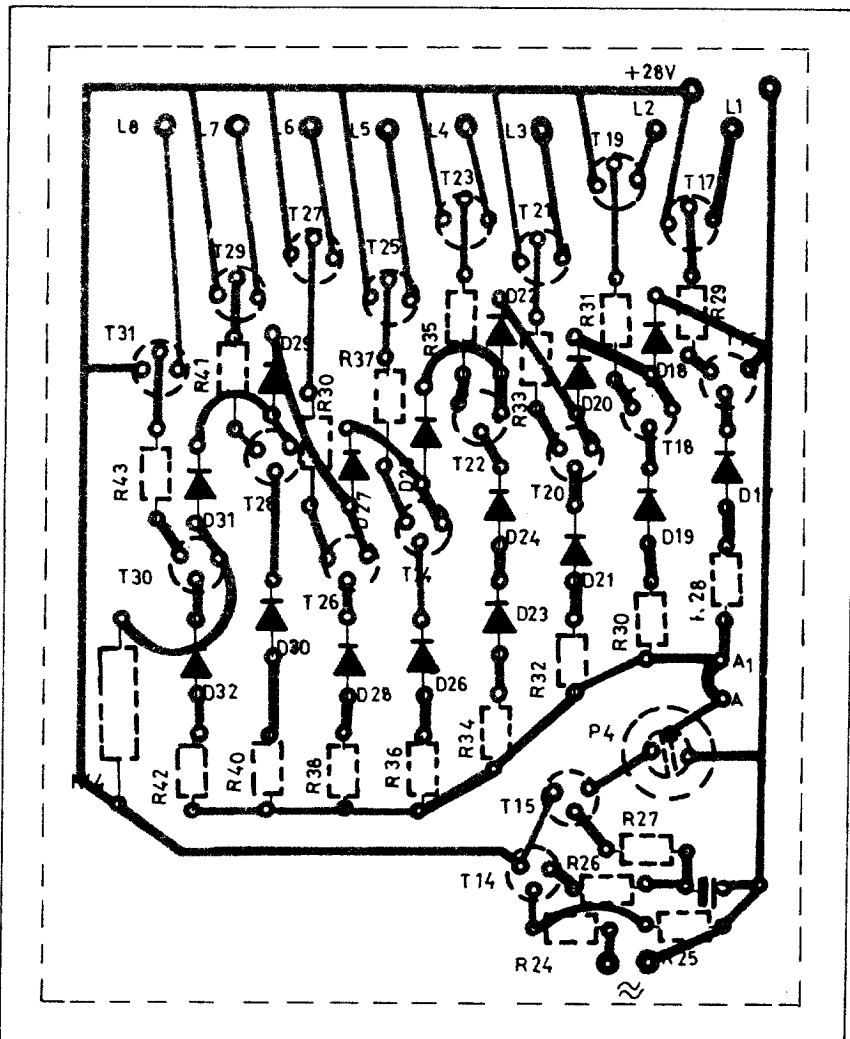 +28V
L8
L7
L6
L5
L4
L3
L2
L1
T19
T23
T17
T27
T21
T29
T25
D22
R31
R29
T31
R41
D29
R37
R35
R30
R33
D20
D18
R43
T28
D27
T22
T20
T18
D17
D31
D24
D19
T30
T26
D21
D30
D23
R30
R32
A1
D32
D28
D26
A
R34
P4
R42
R40
R38
R36
T15
R27
R26
T14
R24
R25
≈